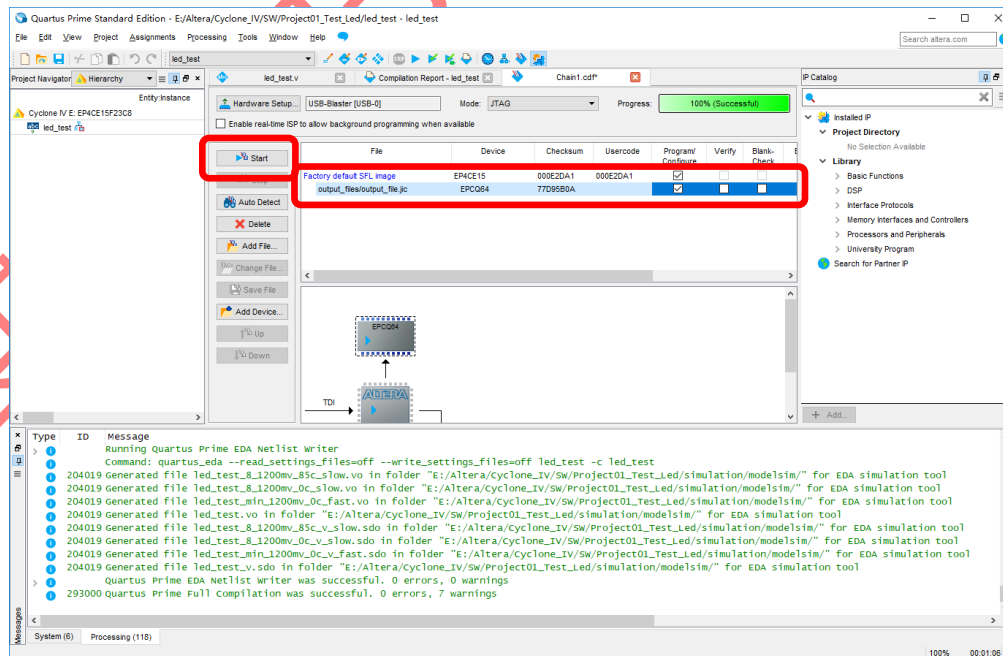 Quartus Prime Standard Edition - E:/Altera/Cyclone_IV/SW/Project01_Test_Led/led_test - led_test
File Edit View Project Assignments Processing Tools Window Help
Search altera.com
led_test
Project Navigator Hierarchy
led_test.v
Compilation Report - led_test
Chain1.cdf*
IP Catalog
Entity:Instance
Cyclone IV E: EP4CE15F23C8
led_test
Hardware Setup... USB-Blaster [USB-0] Mode: JTAG Progress: 100% (Successful)
Enable real-time ISP to allow background programming when available
Start
Auto Detect
Delete
Add File...
Change File...
Save File
Add Device...
Up
Down
File Device Checksum Usercode Program/ Configure Verify Blank- Check
Factory default SFL image EP4CE15 000E2DA1 000E2DA1
output_files/output_file.jic EPCQ64 77D95B0A
EPCQ64
TDI
ALTERA
Installed IP
Project Directory
No Selection Available
Library
Basic Functions
DSP
Interface Protocols
Memory Interfaces and Controllers
Processors and Peripherals
University Program
Search for Partner IP
+ Add...
Type ID Message
Running Quartus Prime EDA Netlist Writer
Command: quartus_eda --read_settings_files=off --write_settings_files=off led_test -c led_test
204019 Generated file led_test_8_1200mv_85c_slow.vo in folder "E:/Altera/Cyclone_IV/SW/Project01_Test_Led/simulation/modelsim/" for EDA simulation tool
204019 Generated file led_test_8_1200mv_0c_slow.vo in folder "E:/Altera/Cyclone_IV/SW/Project01_Test_Led/simulation/modelsim/" for EDA simulation tool
204019 Generated file led_test_min_1200mv_0c_fast.vo in folder "E:/Altera/Cyclone_IV/SW/Project01_Test_Led/simulation/modelsim/" for EDA simulation tool
204019 Generated file led_test.vo in folder "E:/Altera/Cyclone_IV/SW/Project01_Test_Led/simulation/modelsim/" for EDA simulation tool
204019 Generated file led_test_8_1200mv_85c_v_slow.sdo in folder "E:/Altera/Cyclone_IV/SW/Project01_Test_Led/simulation/modelsim/" for EDA simulation tool
204019 Generated file led_test_8_1200mv_0c_v_slow.sdo in folder "E:/Altera/Cyclone_IV/SW/Project01_Test_Led/simulation/modelsim/" for EDA simulation tool
204019 Generated file led_test_min_1200mv_0c_v_fast.sdo in folder "E:/Altera/Cyclone_IV/SW/Project01_Test_Led/simulation/modelsim/" for EDA simulation tool
204019 Generated file led_test_v.sdo in folder "E:/Altera/Cyclone_IV/SW/Project01_Test_Led/simulation/modelsim/" for EDA simulation tool
Quartus Prime EDA Netlist Writer was successful. 0 errors, 0 warnings
293000 Quartus Prime Full Compilation was successful. 0 errors, 7 warnings
Messages
System (6) Processing (118)
100% 00:01:06